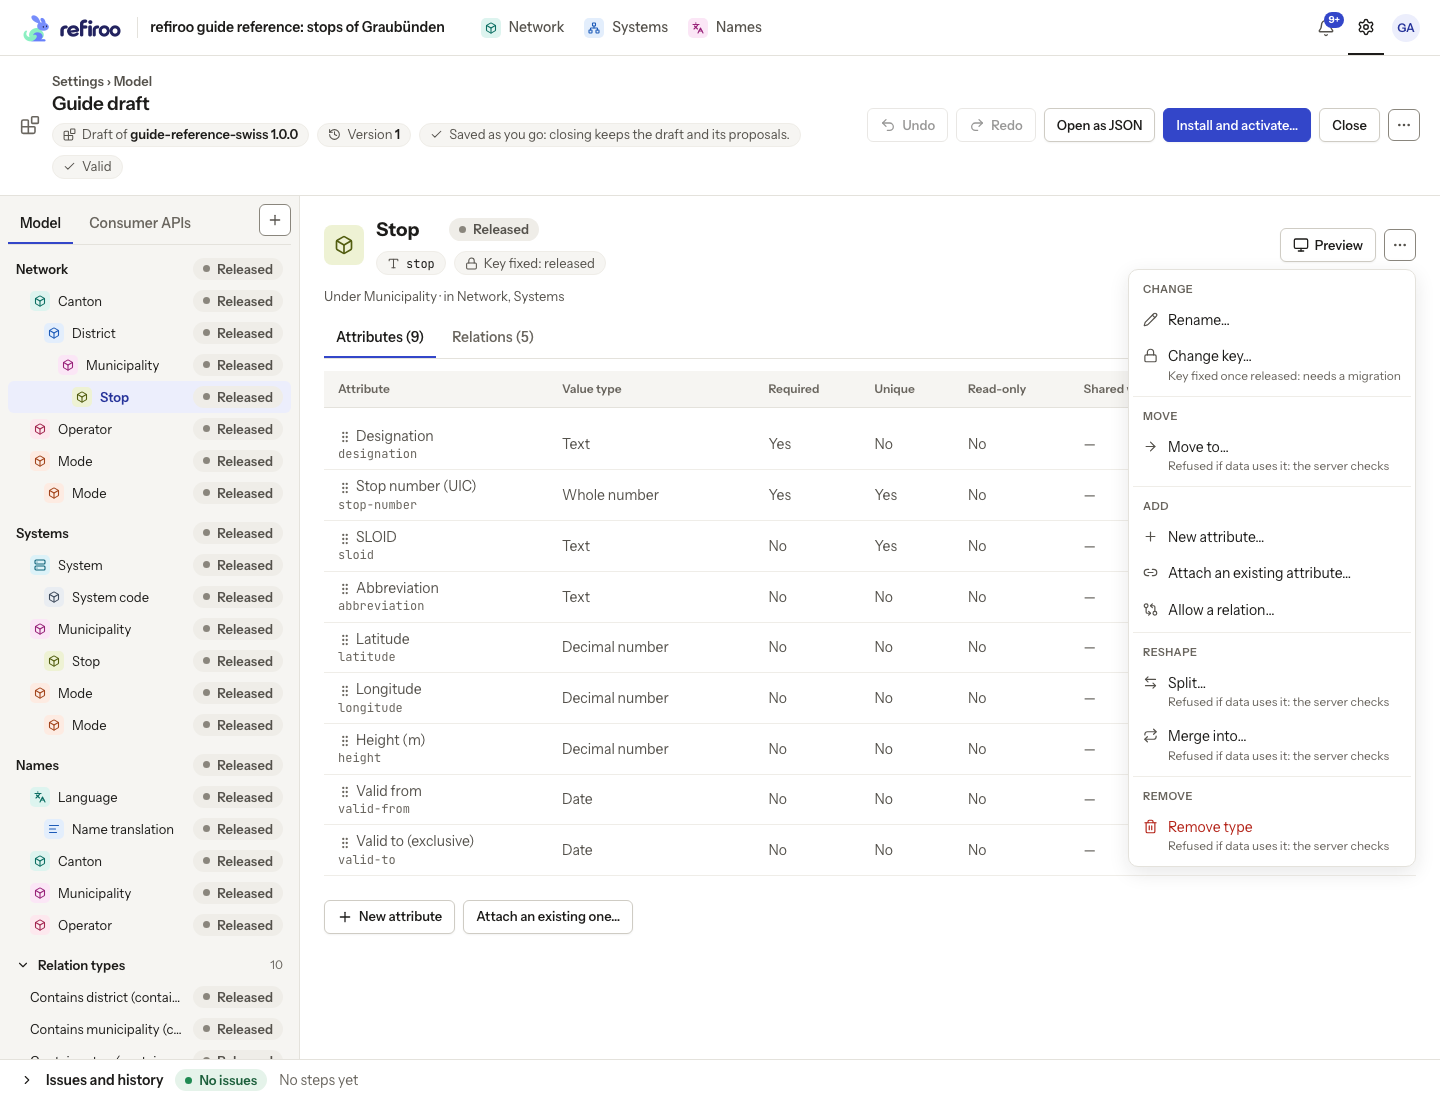 refiroo
refiroo guide reference: stops of Graubünden
Network
Systems
Names
9+
GA
Settings › Model
Guide draft
Draft of guide-reference-swiss 1.0.0
Version 1
Saved as you go: closing keeps the draft and its proposals.
Valid
Undo
Redo
Open as JSON
Install and activate...
Close
Model
Consumer APIs
Network Released
Canton Released
District Released
Municipality Released
Stop Released
Operator Released
Mode Released
Mode Released
Systems Released
System Released
System code Released
Municipality Released
Stop Released
Mode Released
Mode Released
Names Released
Language Released
Name translation Released
Canton Released
Municipality Released
Operator Released
Relation types 10
Contains district (contai... Released
Contains municipality (c... Released
Stop
Released
stop
Key fixed: released
Under Municipality · in Network, Systems
Preview
Attributes (9)
Relations (5)
Attribute Value type Required Unique Read-only Shared
Designation
designation
Text Yes No No —
Stop number (UIC)
stop-number
Whole number Yes Yes No —
SLOID
sloid
Text No Yes No —
Abbreviation
abbreviation
Text No No No —
Latitude
latitude
Decimal number No No No —
Longitude
longitude
Decimal number No No No —
Height (m)
height
Decimal number No No No —
Valid from
valid-from
Date No No No —
Valid to (exclusive)
valid-to
Date No No No —
New attribute
Attach an existing one...
CHANGE
Rename...
Change key...
Key fixed once released: needs a migration
MOVE
Move to...
Refused if data uses it: the server checks
ADD
New attribute...
Attach an existing attribute...
Allow a relation...
RESHAPE
Split...
Refused if data uses it: the server checks
Merge into...
Refused if data uses it: the server checks
REMOVE
Remove type
Refused if data uses it: the server checks
Issues and history
No issues
No steps yet